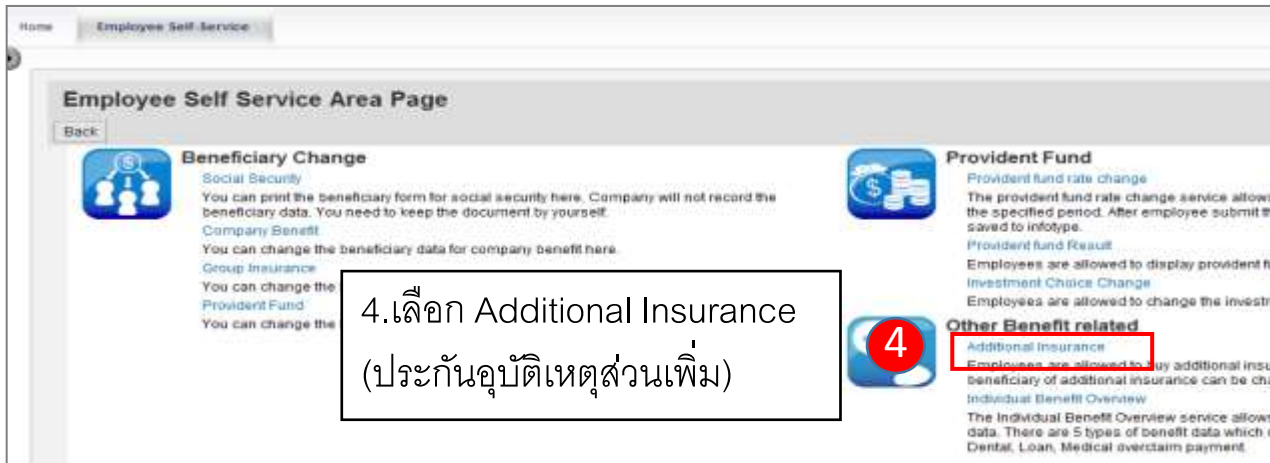 Home Employee Self-Service
Employee Self Service Area Page
Back
Beneficiary Change
Social Security
You can print the beneficiary form for social security here, Company will not record the
beneficiary data. You need to keep the document by yourself.
Company Benefit
You can change the beneficiary data for company benefit here.
Group Insurance
You can change the
Provident Fund
You can change the
4.เลือก Additional Insurance
(ประกันอุบัติเหตุส่วนเพิ่ม)
Provident Fund
Provident fund rate change
The provident fund rate change service allow
the specified period. After employee submit th
saved to infotype.
Provident fund Result
Employees are allowed to display provident f
Investment Choice Change
Employees are allowed to change the invest
4
Other Benefit related
Additional Insurance
Employees are allowed to buy additional insu
beneficiary of additional insurance can be cha
Individual Benefit Overview
The Individual Benefit Overview service allows
data. There are 5 types of benefit data which
Dental, Loan, Medical overclaim payment.